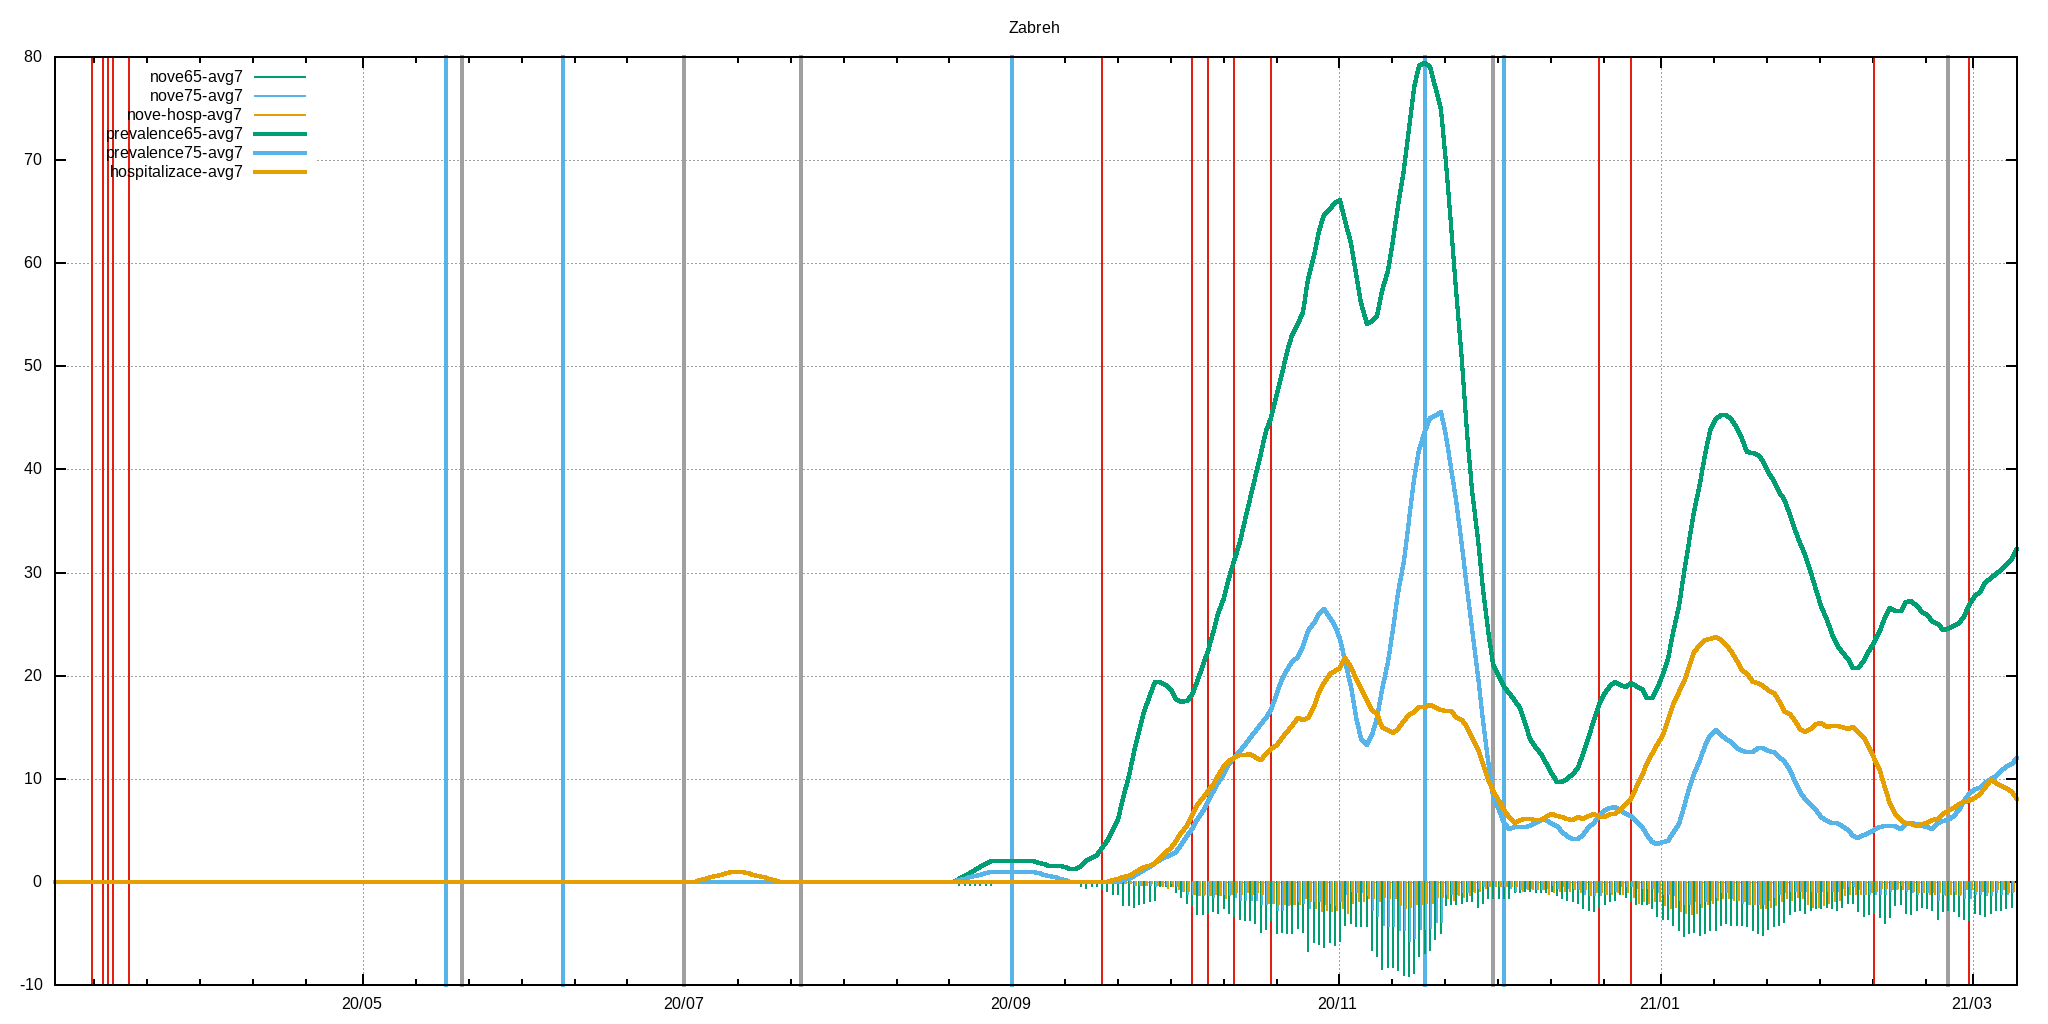 Zabreh
80
70
60
50
40
30
20
10
0
-10
nove65-avg7
nove75-avg7
nove-hosp-avg7
prevalence65-avg7
prevalence75-avg7
hospitalizace-avg7
20/05
20/07
20/09
20/11
21/01
21/03